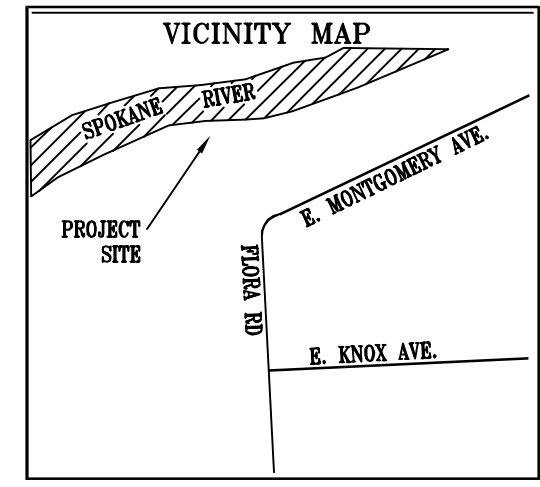 VICINITY MAP
SPOKANE RIVER
E. MONTGOMERY AVE.
PROJECT
SITE
FLORA RD
E. KNOX AVE.